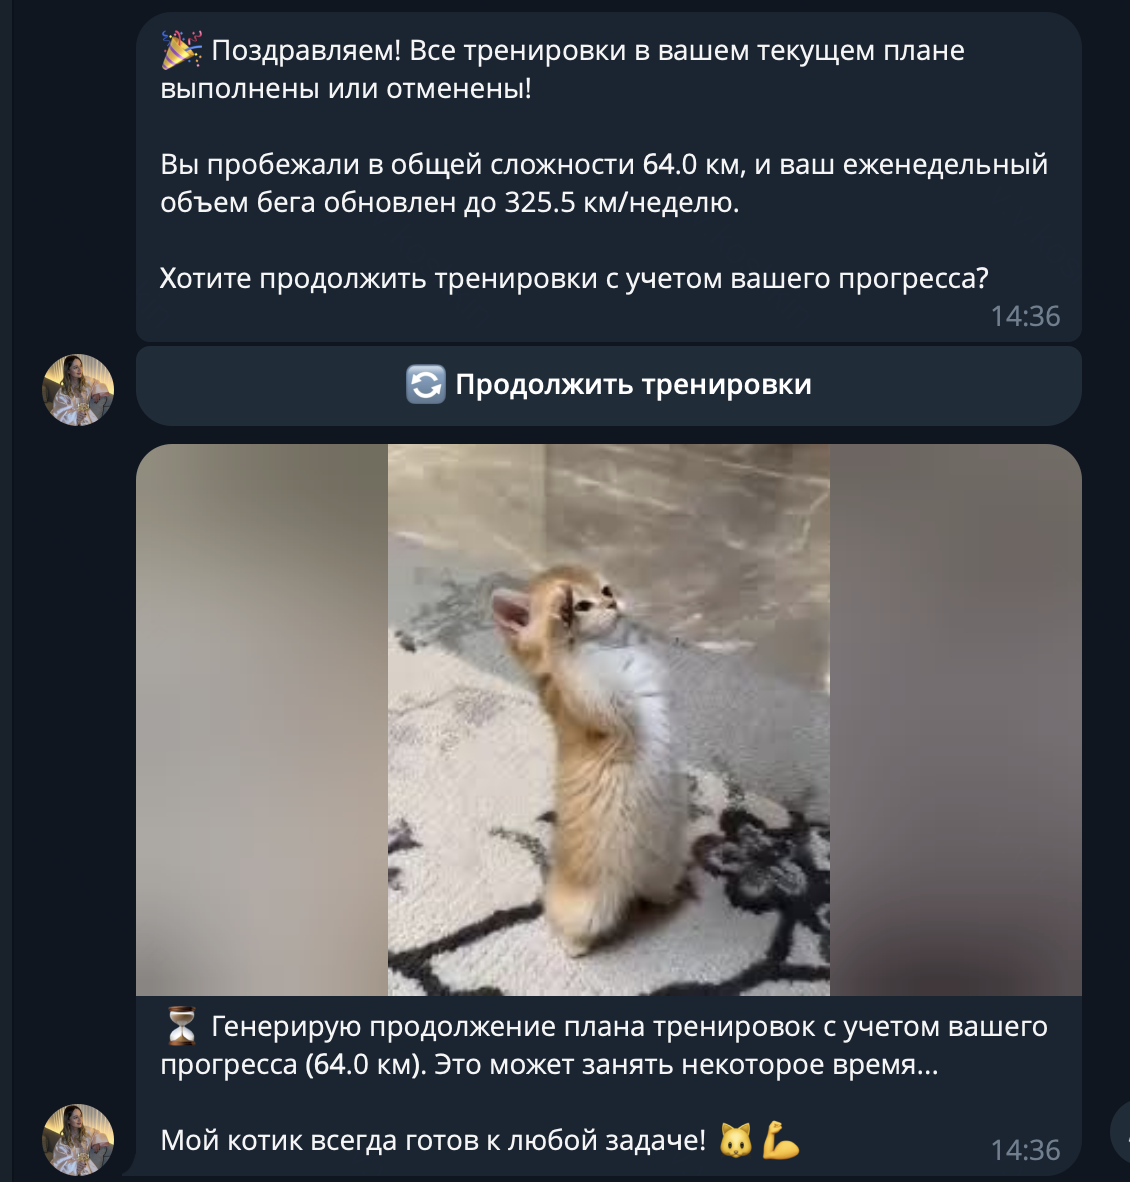 🎉 Поздравляем! Все тренировки в вашем текущем плане
выполнены или отменены!
Вы пробежали в общей сложности 64.0 км, и ваш еженедельный
объем бега обновлен до 325.5 км/неделю.
Хотите продолжить тренировки с учетом вашего прогресса?
14:36
🔄 Продолжить тренировки
⏳ Генерирую продолжение плана тренировок с учетом вашего
прогресса (64.0 км). Это может занять некоторое время...
Мой котик всегда готов к любой задаче! 🐱💪
14:36